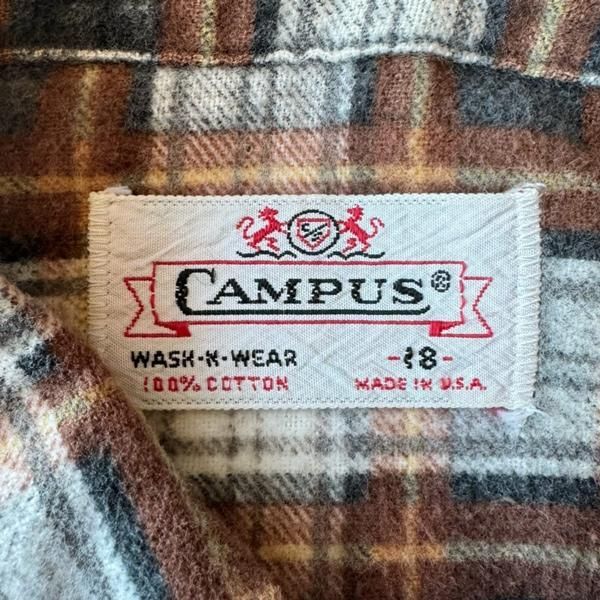 CAMPUS®
WASH-N-WEAR -18-
100% COTTON MADE IN U.S.A.